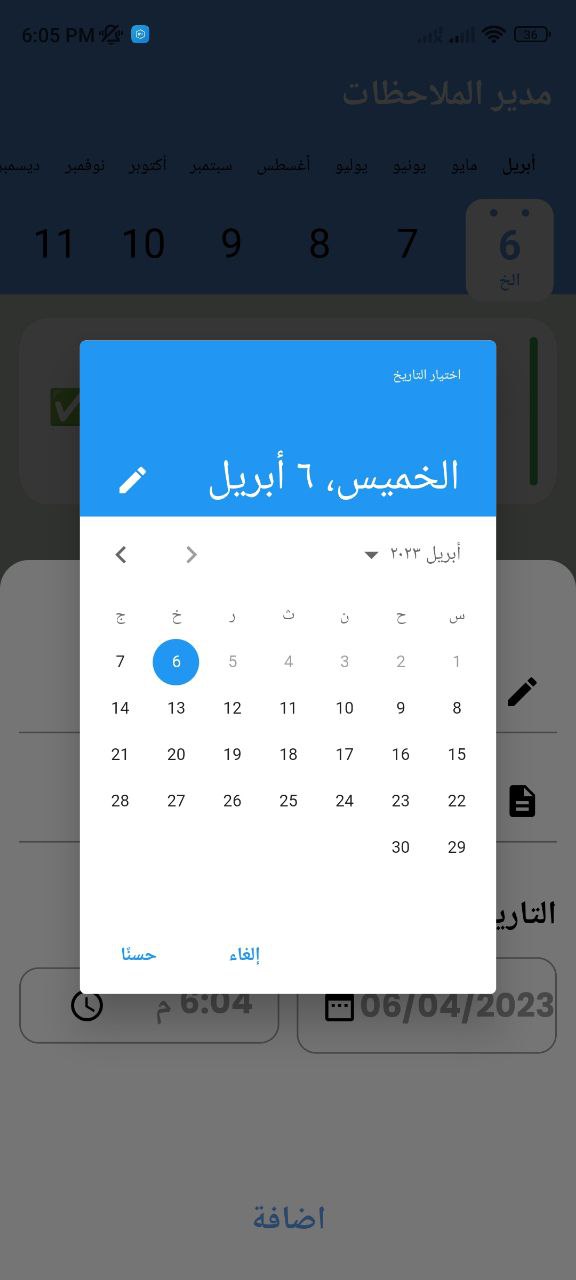 6:05 PM 36
مدير الملاحظات
أبريل مايو يونيو يوليو أغسطس سبتمبر أكتوبر نوفمبر ديسمبر
6 7 8 9 10 11
الخ
اختيار التاريخ
الخميس، ٦ أبريل
أبريل ٢٠٢٣
س ح ن ث ر خ ج
1 2 3 4 5 6 7
8 9 10 11 12 13 14
15 16 17 18 19 20 21
22 23 24 25 26 27 28
29 30
التاري
إلغاء حسنًا
06/04/2023 6:04 م
اضافة